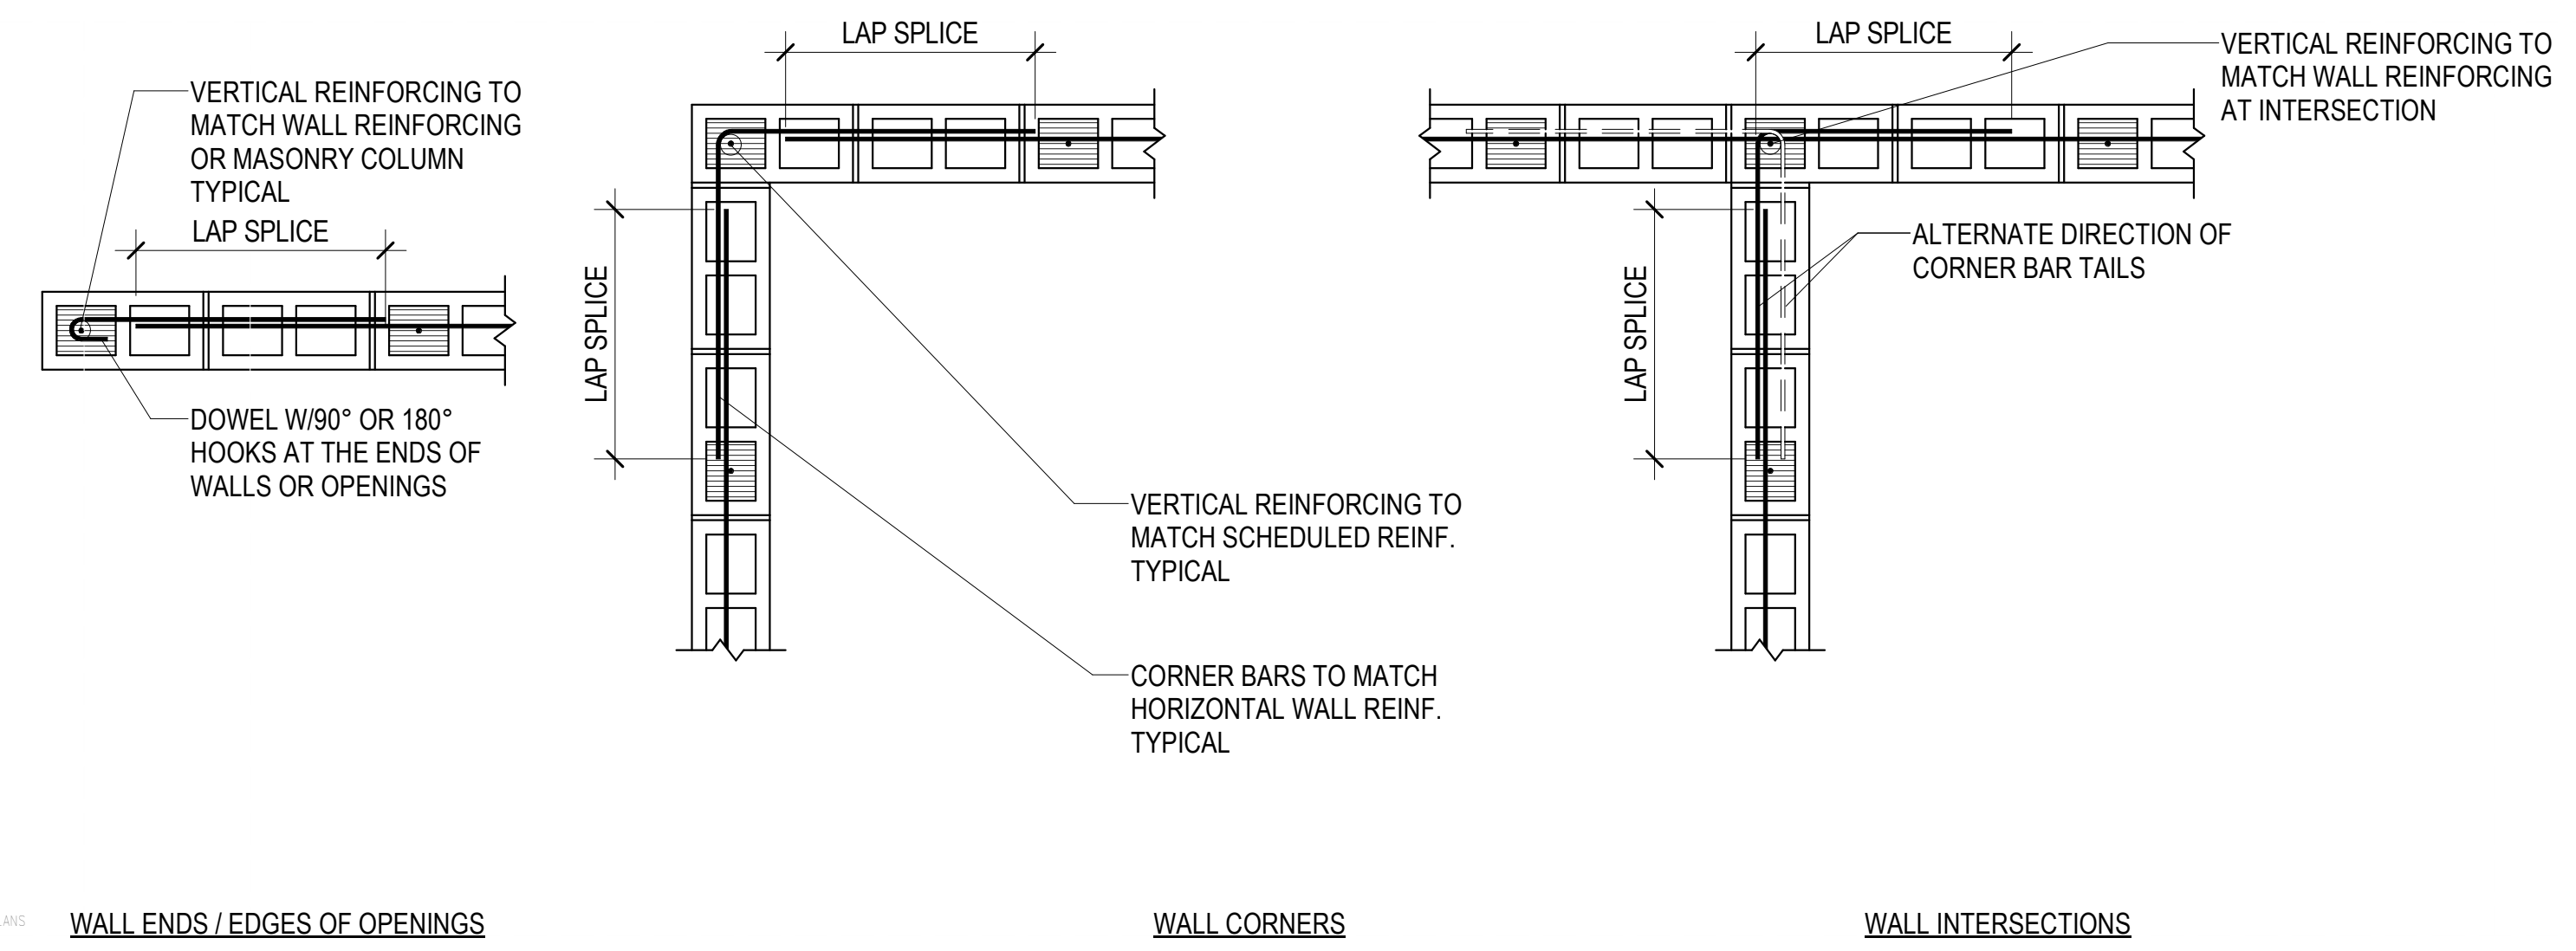 VERTICAL REINFORCING TO
MATCH WALL REINFORCING
OR MASONRY COLUMN
TYPICAL
LAP SPLICE
DOWEL W/90° OR 180°
HOOKS AT THE ENDS OF
WALLS OR OPENINGS
WALL ENDS / EDGES OF OPENINGS
LAP SPLICE
LAP SPLICE
VERTICAL REINFORCING TO
MATCH SCHEDULED REINF.
TYPICAL
CORNER BARS TO MATCH
HORIZONTAL WALL REINF.
TYPICAL
WALL CORNERS
LAP SPLICE
VERTICAL REINFORCING TO
MATCH WALL REINFORCING
AT INTERSECTION
ALTERNATE DIRECTION OF
CORNER BAR TAILS
LAP SPLICE
WALL INTERSECTIONS